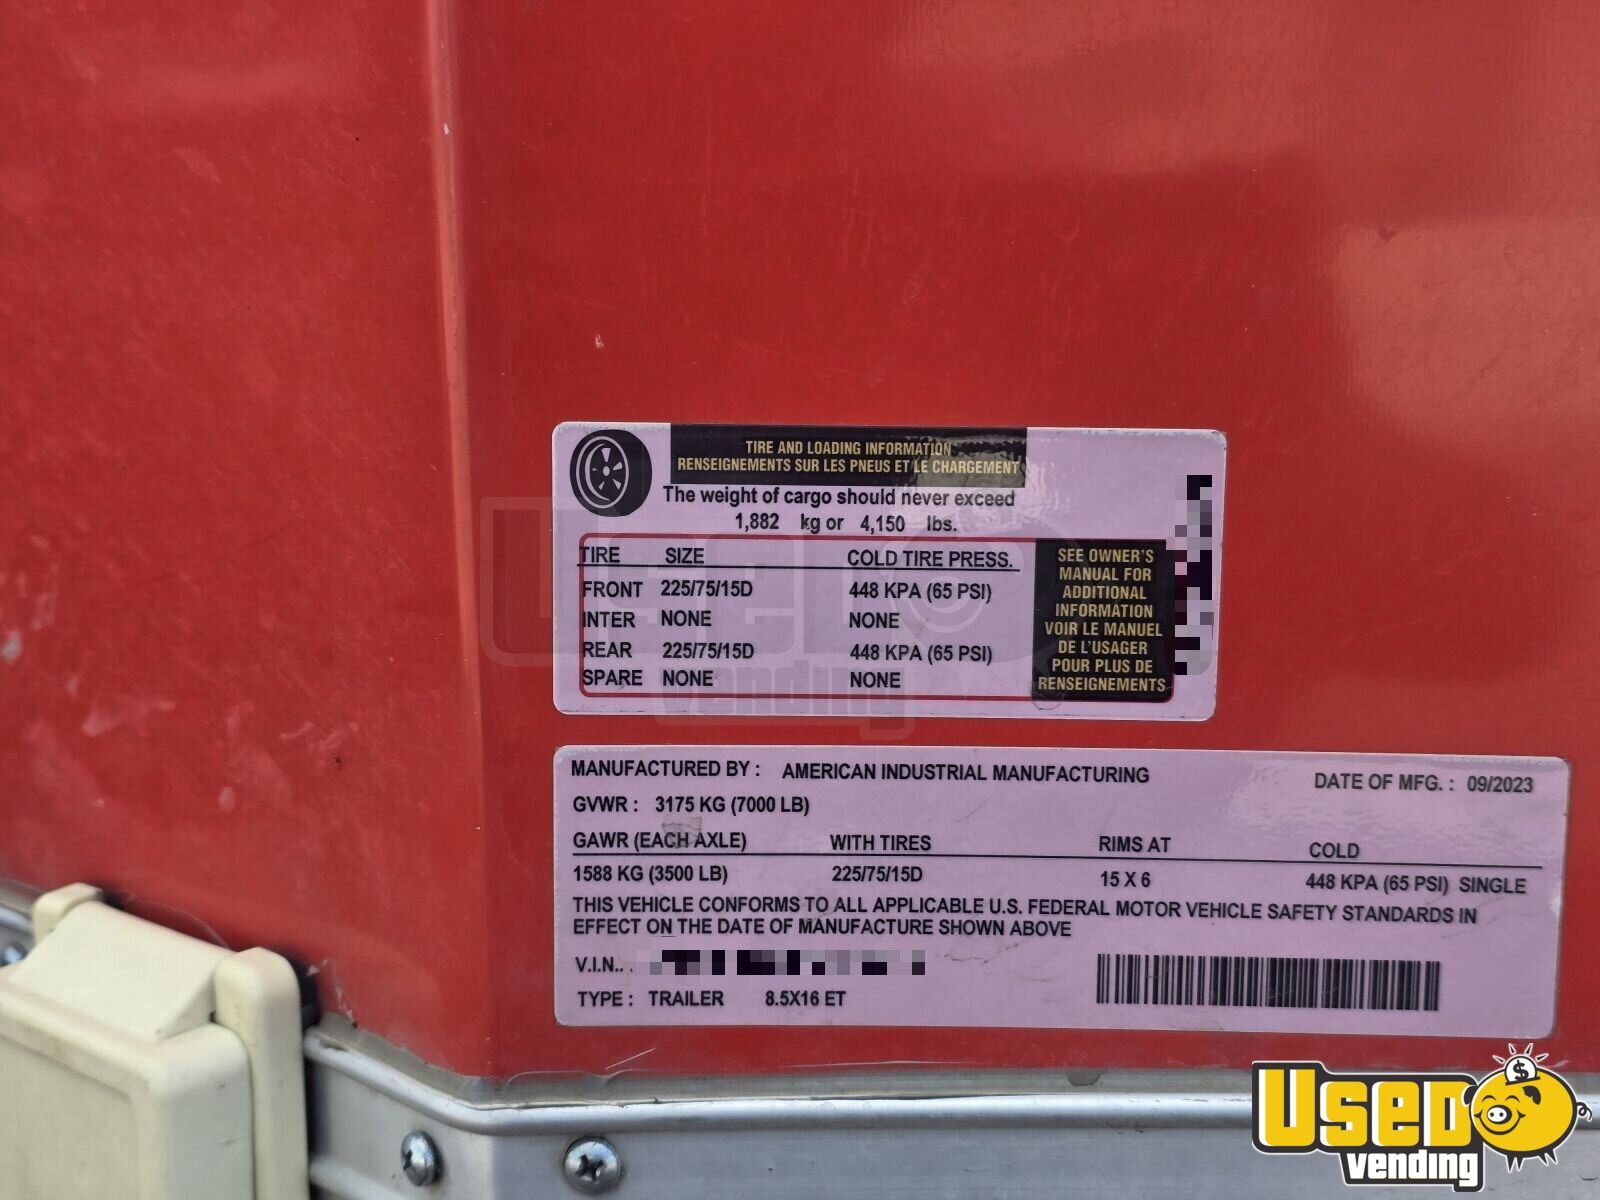 TIRE AND LOADING INFORMATION
RENSEIGNEMENTS SUR LES PNEUS ET LE CHARGEMENT
The weight of cargo should never exceed
1,882 kg or 4,150 lbs.
TIRE SIZE COLD TIRE PRESS.
FRONT 225/75/15D 448 KPA (65 PSI)
INTER NONE NONE
REAR 225/75/15D 448 KPA (65 PSI)
SPARE NONE NONE
SEE OWNER'S
MANUAL FOR
ADDITIONAL
INFORMATION
VOIR LE MANUEL
DE L'USAGER
POUR PLUS DE
RENSEIGNEMENTS
MANUFACTURED BY : AMERICAN INDUSTRIAL MANUFACTURING DATE OF MFG. : 09/2023
GVWR : 3175 KG (7000 LB)
GAWR (EACH AXLE) WITH TIRES RIMS AT COLD
1588 KG (3500 LB) 225/75/15D 15 X 6 448 KPA (65 PSI) SINGLE
THIS VEHICLE CONFORMS TO ALL APPLICABLE U.S. FEDERAL MOTOR VEHICLE SAFETY STANDARDS IN
EFFECT ON THE DATE OF MANUFACTURE SHOWN ABOVE
V.I.N.. .
TYPE : TRAILER 8.5X16 ET
Used vending
USED
vending